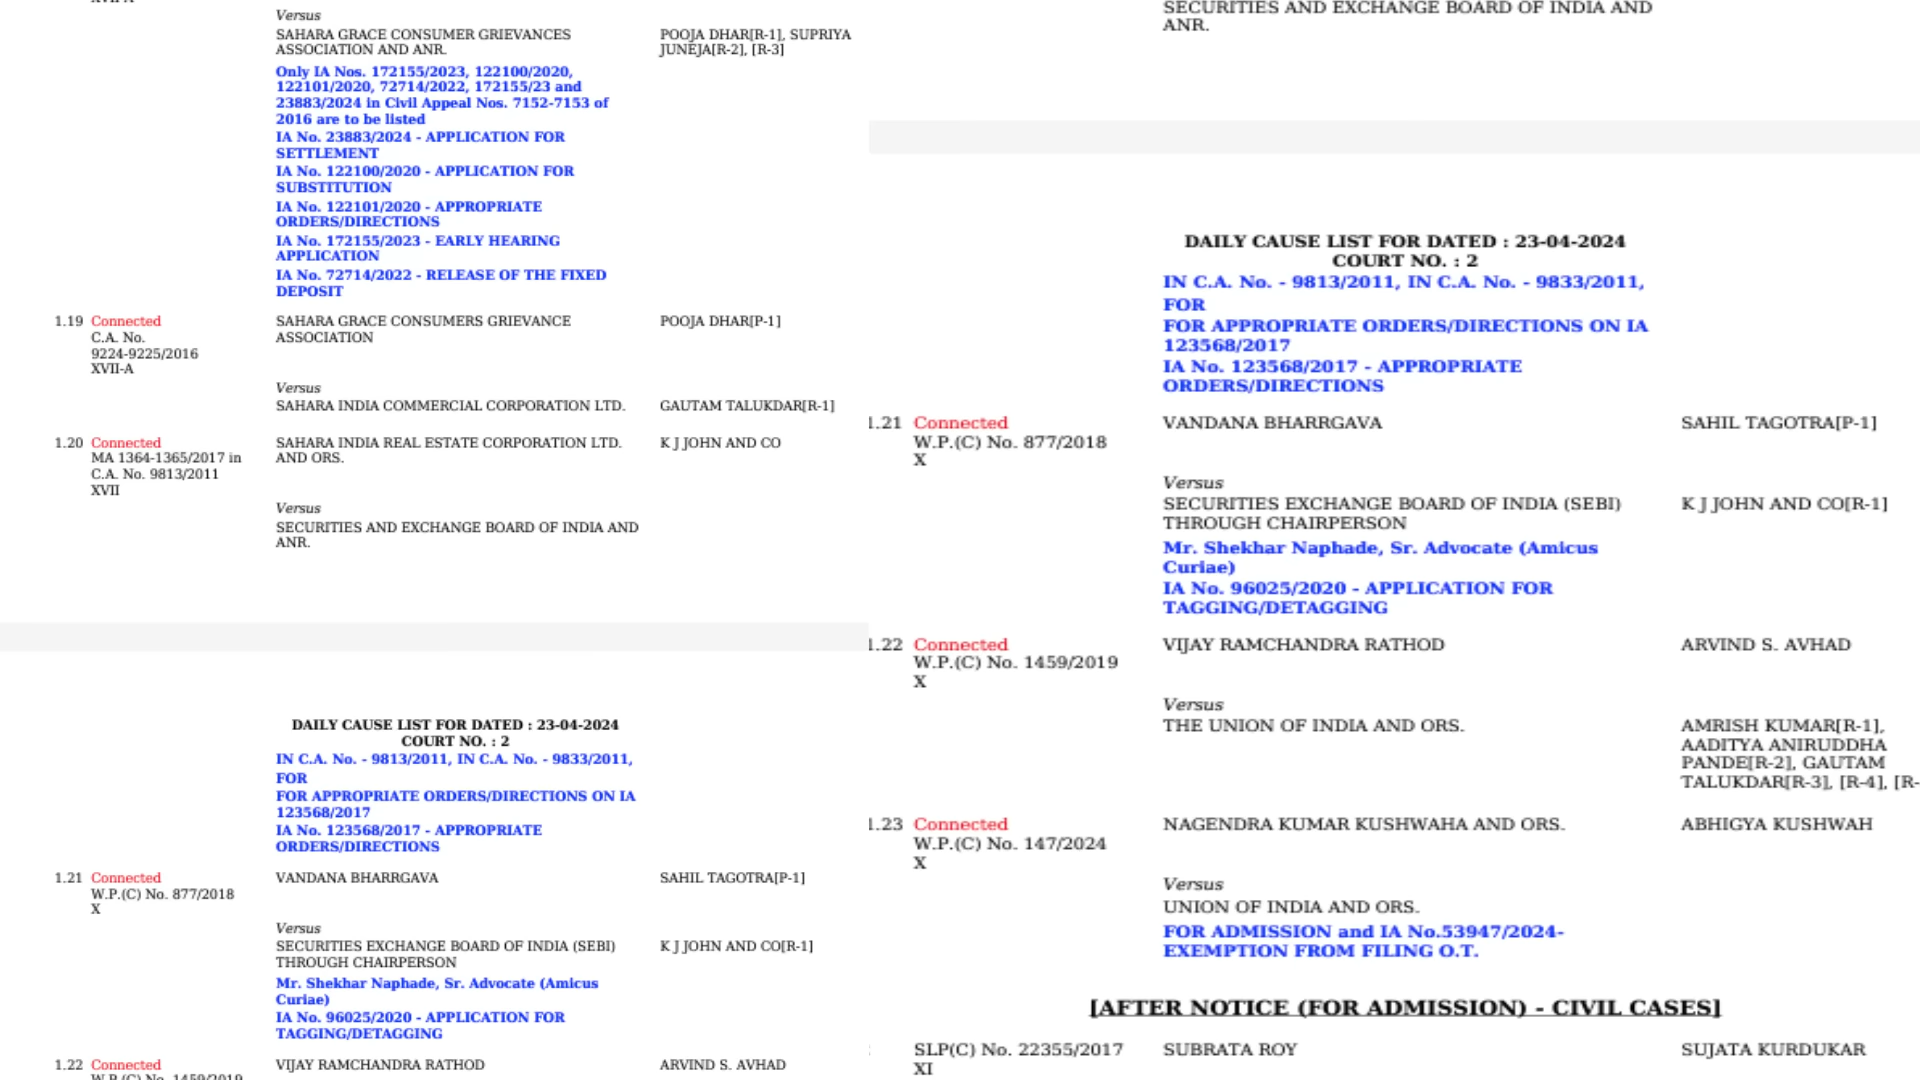 Versus
SAHARA GRACE CONSUMER GRIEVANCES
ASSOCIATION AND ANR.
POOJA DHAR[R-1], SUPRIYA
JUNEJA[R-2], [R-3]
Only IA Nos. 172155/2023, 122100/2020,
122101/2020, 72714/2022, 172155/23 and
23883/2024 in Civil Appeal Nos. 7152-7153 of
2016 are to be listed
IA No. 23883/2024 - APPLICATION FOR
SETTLEMENT
IA No. 122100/2020 - APPLICATION FOR
SUBSTITUTION
IA No. 122101/2020 - APPROPRIATE
ORDERS/DIRECTIONS
IA No. 172155/2023 - EARLY HEARING
APPLICATION
IA No. 72714/2022 - RELEASE OF THE FIXED
DEPOSIT
1.19 Connected
C.A. No.
9224-9225/2016
XVII-A
SAHARA GRACE CONSUMERS GRIEVANCE
ASSOCIATION
POOJA DHAR[P-1]
Versus
SAHARA INDIA COMMERCIAL CORPORATION LTD.
GAUTAM TALUKDAR[R-1]
1.20 Connected
MA 1364-1365/2017 in
C.A. No. 9813/2011
XVII
SAHARA INDIA REAL ESTATE CORPORATION LTD.
AND ORS.
K J JOHN AND CO
Versus
SECURITIES AND EXCHANGE BOARD OF INDIA AND
ANR.
DAILY CAUSE LIST FOR DATED : 23-04-2024
COURT NO. : 2
IN C.A. No. - 9813/2011, IN C.A. No. - 9833/2011,
FOR
FOR APPROPRIATE ORDERS/DIRECTIONS ON IA
123568/2017
IA No. 123568/2017 - APPROPRIATE
ORDERS/DIRECTIONS
1.21 Connected
W.P.(C) No. 877/2018
X
VANDANA BHARRGAVA
SAHIL TAGOTRA[P-1]
Versus
SECURITIES EXCHANGE BOARD OF INDIA (SEBI)
THROUGH CHAIRPERSON
K J JOHN AND CO[R-1]
Mr. Shekhar Naphade, Sr. Advocate (Amicus
Curiae)
IA No. 96025/2020 - APPLICATION FOR
TAGGING/DETAGGING
1.22 Connected
W.P.(C) No. 1459/2019
VIJAY RAMCHANDRA RATHOD
ARVIND S. AVHAD
SECURITIES AND EXCHANGE BOARD OF INDIA AND
ANR.
DAILY CAUSE LIST FOR DATED : 23-04-2024
COURT NO. : 2
IN C.A. No. - 9813/2011, IN C.A. No. - 9833/2011,
FOR
FOR APPROPRIATE ORDERS/DIRECTIONS ON IA
123568/2017
IA No. 123568/2017 - APPROPRIATE
ORDERS/DIRECTIONS
1.21 Connected
W.P.(C) No. 877/2018
X
VANDANA BHARRGAVA
SAHIL TAGOTRA[P-1]
Versus
SECURITIES EXCHANGE BOARD OF INDIA (SEBI)
THROUGH CHAIRPERSON
K J JOHN AND CO[R-1]
Mr. Shekhar Naphade, Sr. Advocate (Amicus
Curiae)
IA No. 96025/2020 - APPLICATION FOR
TAGGING/DETAGGING
1.22 Connected
W.P.(C) No. 1459/2019
X
VIJAY RAMCHANDRA RATHOD
ARVIND S. AVHAD
Versus
THE UNION OF INDIA AND ORS.
AMRISH KUMAR[R-1],
AADITYA ANIRUDDHA
PANDE[R-2], GAUTAM
TALUKDAR[R-3], [R-4], [R-
1.23 Connected
W.P.(C) No. 147/2024
X
NAGENDRA KUMAR KUSHWAHA AND ORS.
ABHIGYA KUSHWAH
Versus
UNION OF INDIA AND ORS.
FOR ADMISSION and IA No.53947/2024-
EXEMPTION FROM FILING O.T.
[AFTER NOTICE (FOR ADMISSION) - CIVIL CASES]
SLP(C) No. 22355/2017
XI
SUBRATA ROY
SUJATA KURDUKAR